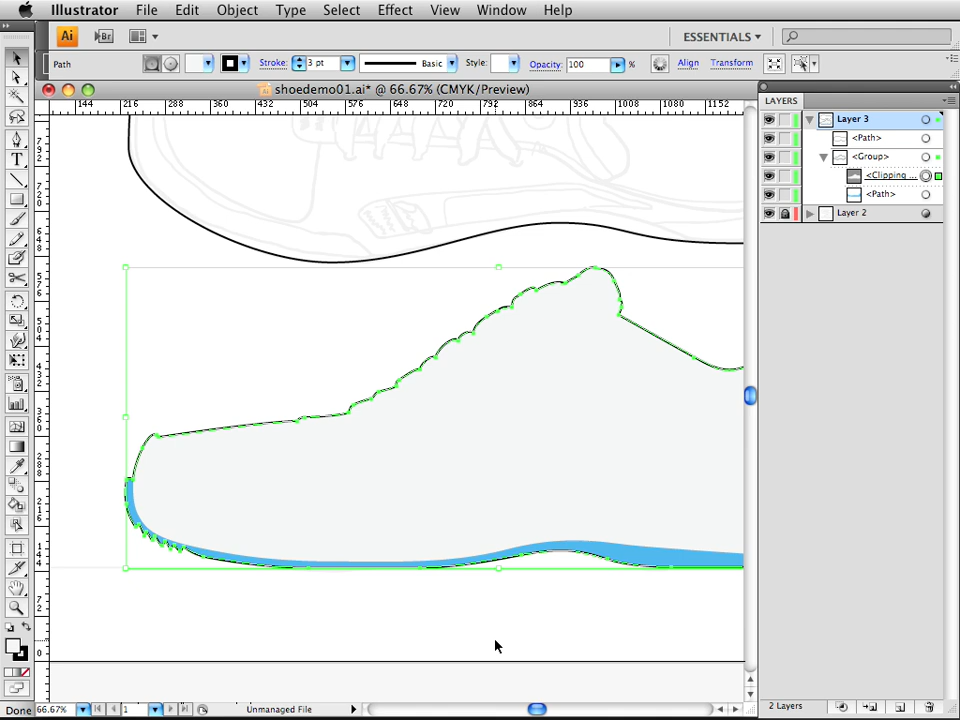 Illustrator File Edit Object Type Select Effect View Window Help
Ai Br ESSENTIALS
Path Stroke: 3 pt Basic Style: Opacity: 100 % Align Transform
shoedemo01.ai* @ 66.67% (CMYK/Preview)
144 216 288 360 432 504 576 648 720 792 864 936 1008 1080 1152
LAYERS
Layer 3
<Path>
<Group>
<Clipping ...
<Path>
Layer 2
T
Done 66.67% 1 Unmanaged File 2 Layers